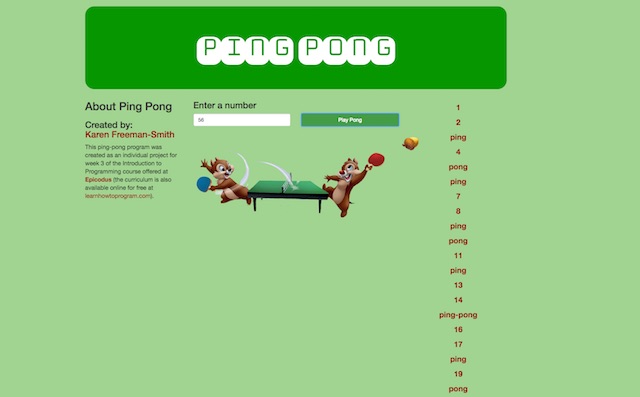 PING PONG
About Ping Pong
Created by:
Karen Freeman-Smith
This ping-pong program was
created as an individual project for
week 3 of the Introduction to
Programming course offered at
Epicodus (the curriculum is also
available online for free at
learnhowtoprogram.com).
Enter a number
56
Play Pong
1
2
ping
4
pong
ping
7
8
ping
pong
11
ping
13
14
ping-pong
16
17
ping
19
pong